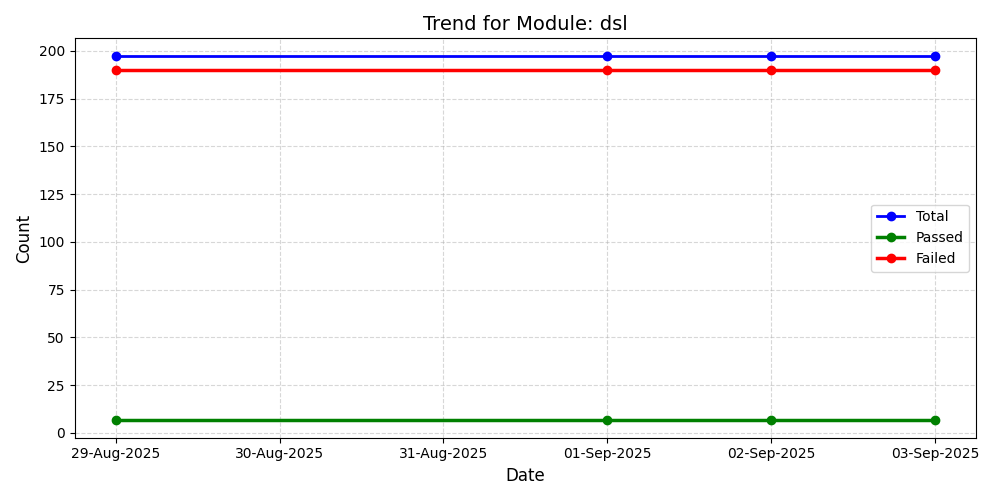 Trend for Module: dsl
200
175
150
125
100
75
50
25
0
Count
Total
Passed
Failed
29-Aug-2025
30-Aug-2025
31-Aug-2025
01-Sep-2025
02-Sep-2025
03-Sep-2025
Date